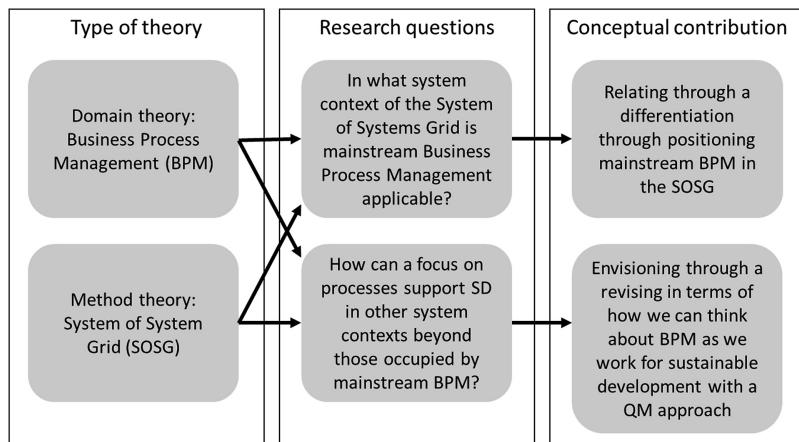 Type of theory
Domain theory:
Business Process
Management (BPM)
Method theory:
System of System
Grid (SOSG)
Research questions
In what system
context of the System
of Systems Grid is
mainstream Business
Process Management
applicable?
How can a focus on
processes support SD
in other system
contexts beyond
those occupied by
mainstream BPM?
Conceptual contribution
Relating through a
differentiation
through positioning
mainstream BPM in
the SOSG
Envisioning through a
revising in terms of
how we can think
about BPM as we
work for sustainable
development with a
QM approach